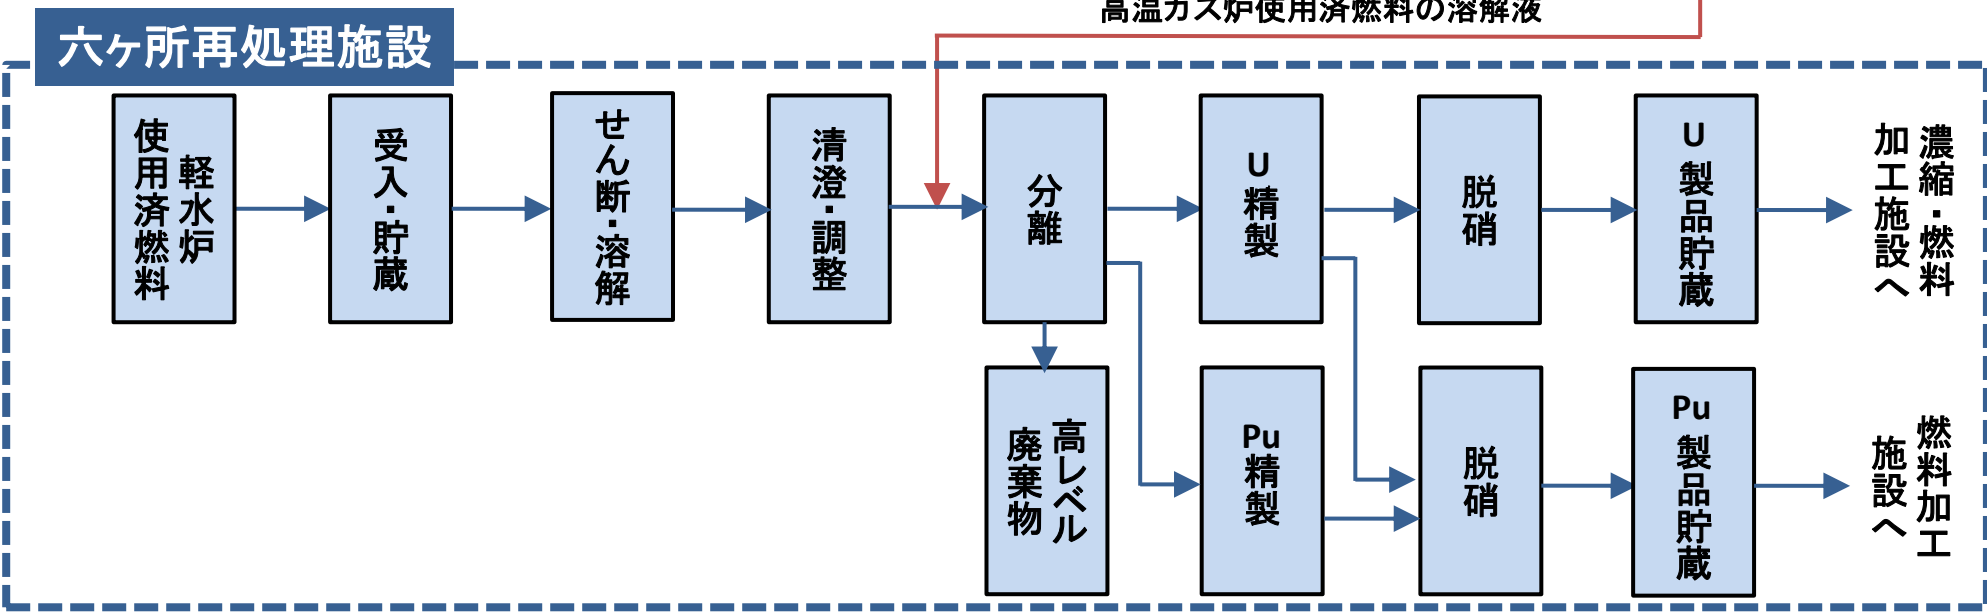 高温ガス炉使用済燃料の溶解液
六ヶ所再処理施設
軽水炉
使用済燃料
受入・貯蔵
せん断・溶解
清澄・調整
分離
U精製
脱硝
U製品貯蔵
濃縮・燃料
加工施設へ
高レベル
廃棄物
Pu精製
脱硝
Pu製品貯蔵
燃料加工
施設へ